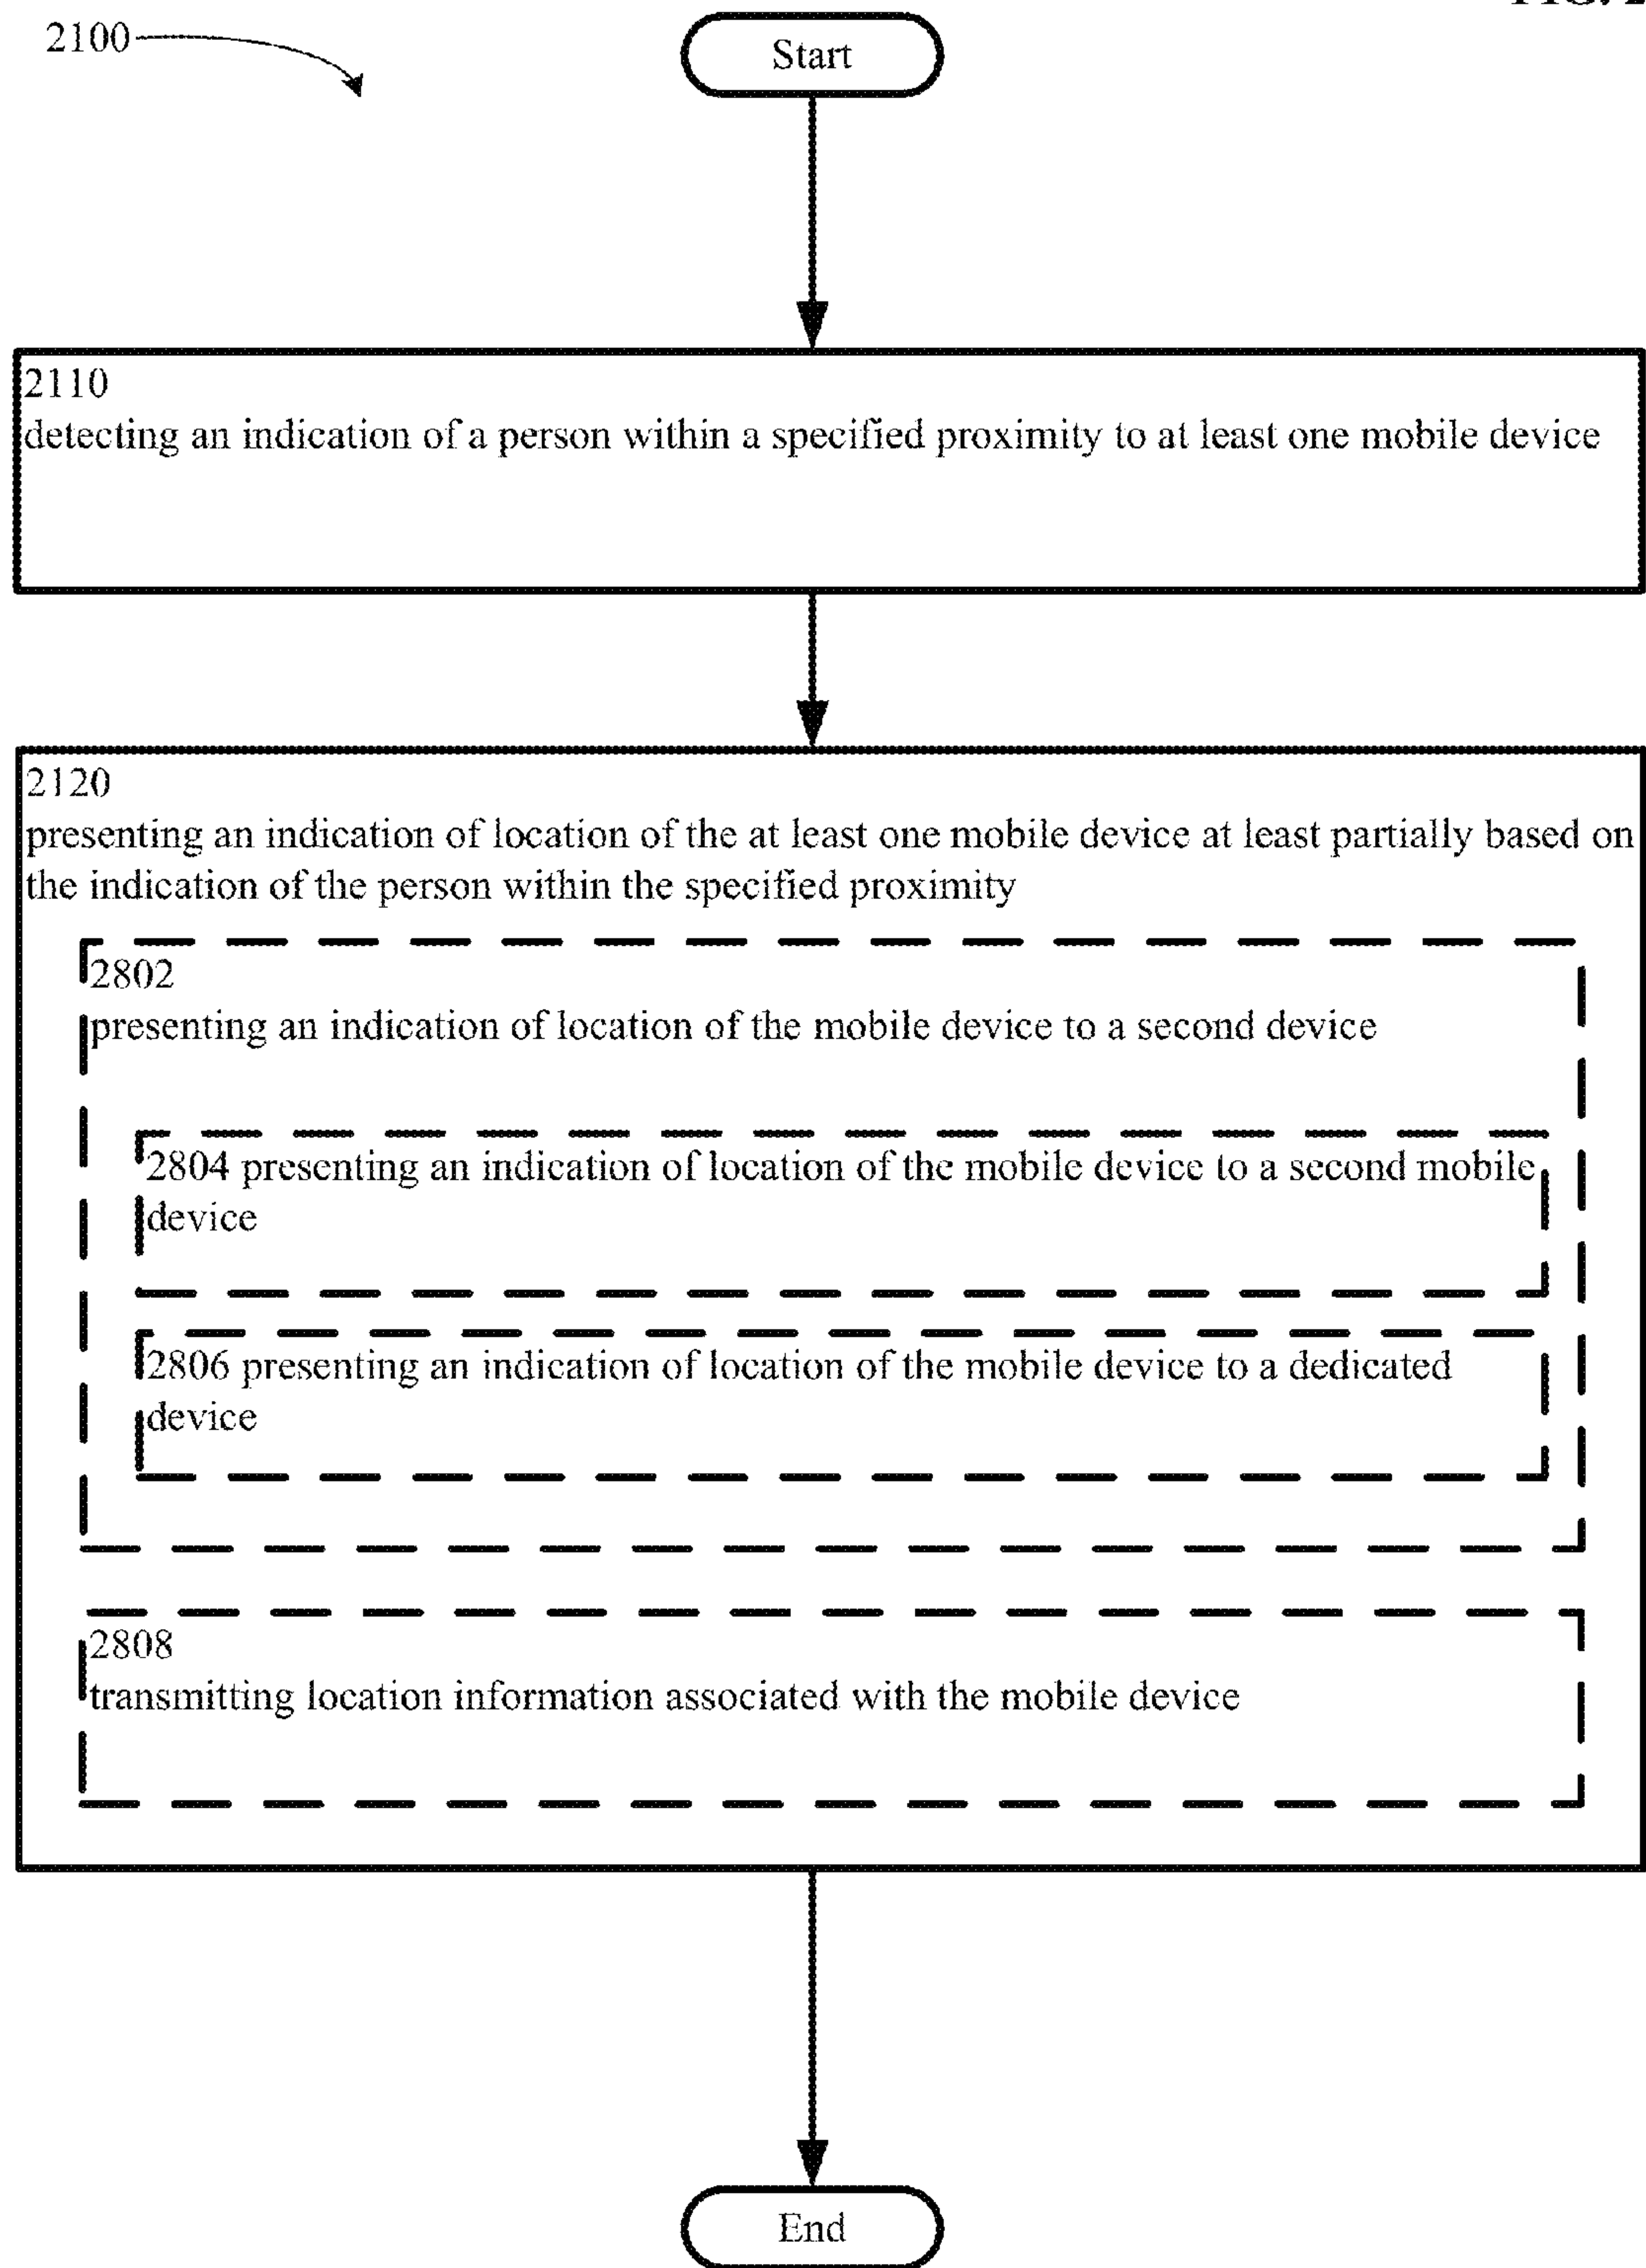 2100
Start
2110
detecting an indication of a person within a specified proximity to at least one mobile device
2120
presenting an indication of location of the at least one mobile device at least partially based on
the indication of the person within the specified proximity
2802
presenting an indication of location of the mobile device to a second device
2804 presenting an indication of location of the mobile device to a second mobile
device
2806 presenting an indication of location of the mobile device to a dedicated
device
2808
transmitting location information associated with the mobile device
End